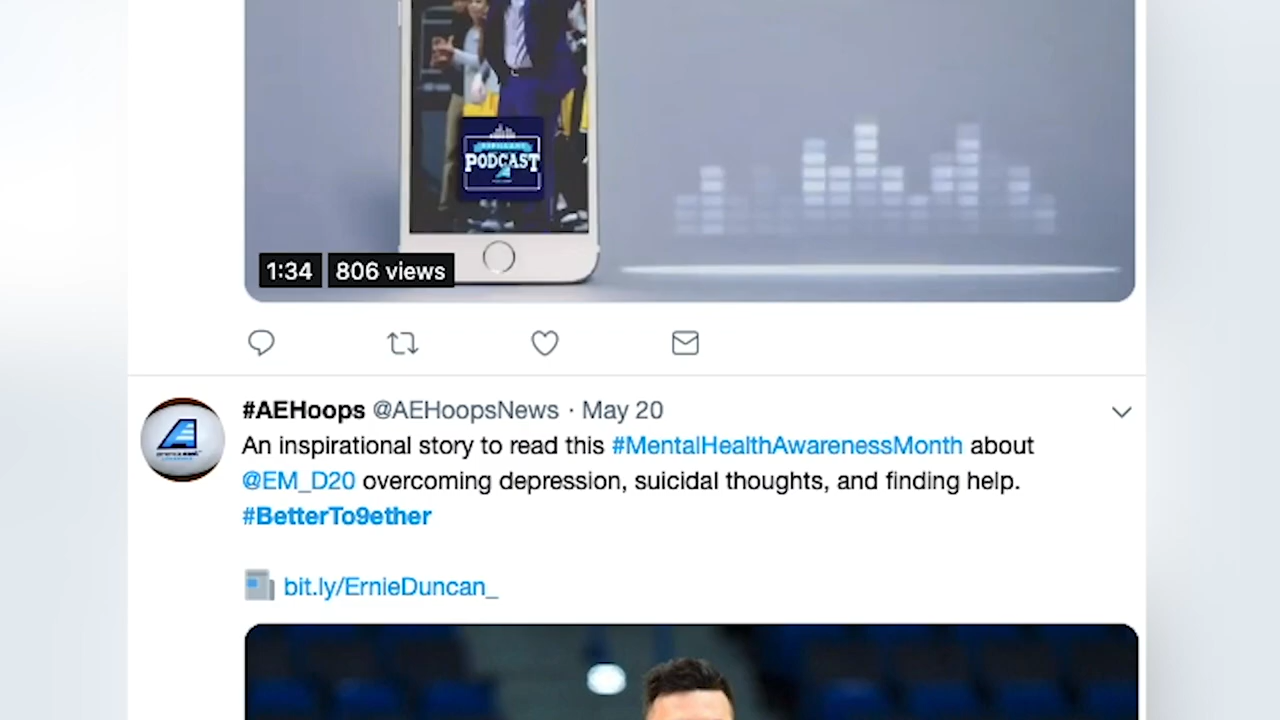 PODCAST
1:34
806 views
#AEHoops @AEHoopsNews · May 20
An inspirational story to read this #MentalHealthAwarenessMonth about
@EM_D20 overcoming depression, suicidal thoughts, and finding help.
#BetterTo9ether
bit.ly/ErnieDuncan_